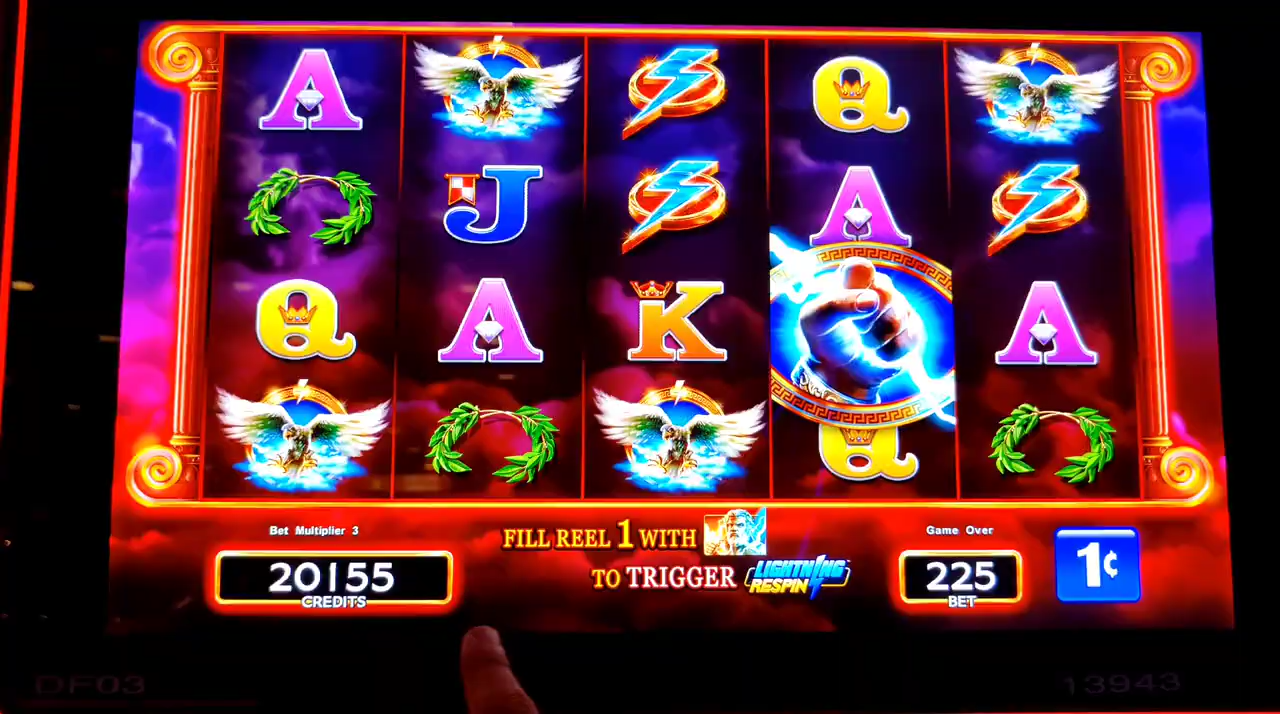 A Q
J A
Q A K A
Q
Bet Multiplier 3
FILL REEL 1 WITH
Game Over
20155
CREDITS
TO TRIGGER LIGHTNING RESPIN
225
BET
1¢
DF03
13943